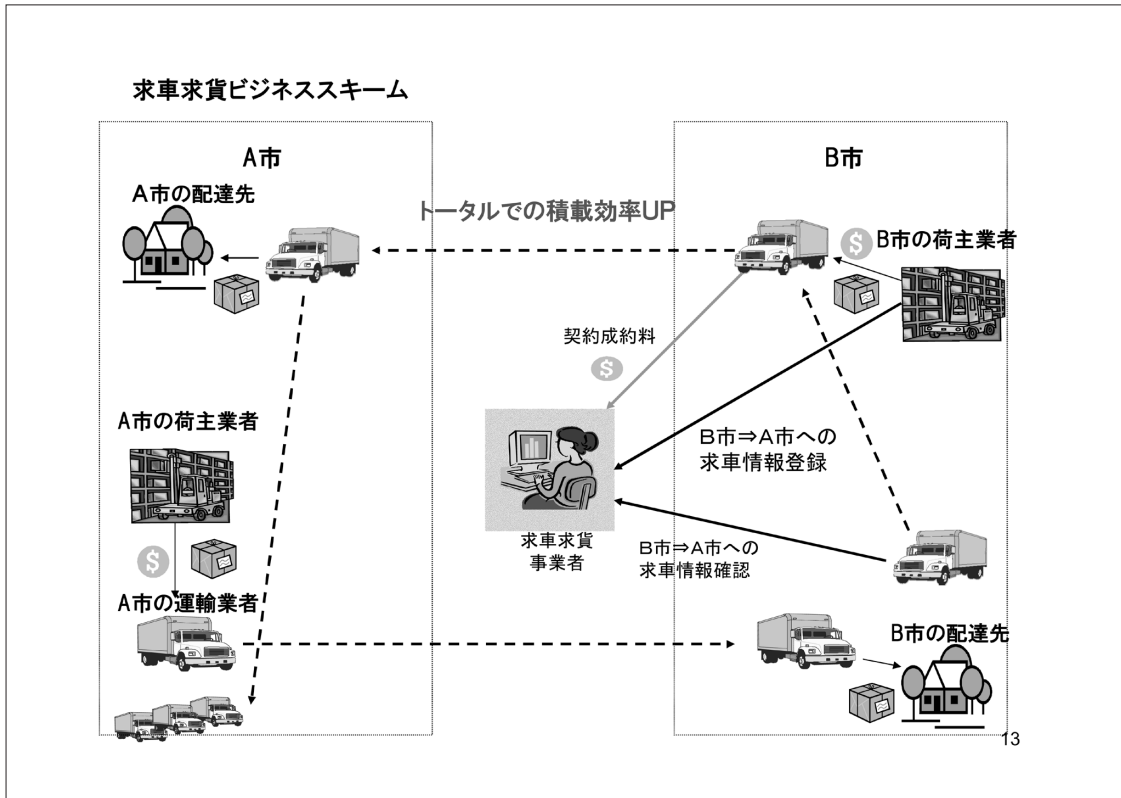 求車求貨ビジネススキーム
A市
B市
A市の配達先
トータルでの積載効率UP
B市の荷主業者
$
契約成約料
$
A市の荷主業者
B市⇒A市への
求車情報登録
$
求車求貨
事業者
B市⇒A市への
求車情報確認
A市の運輸業者
B市の配達先
13